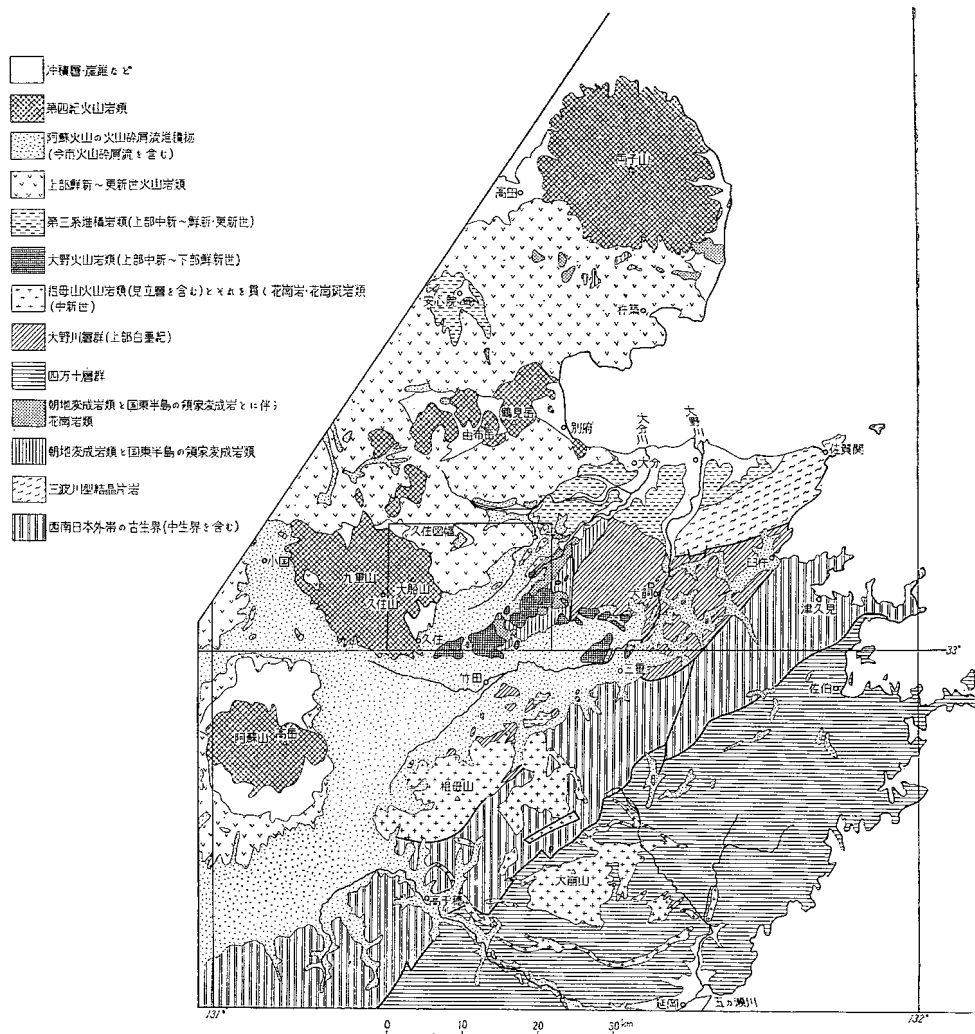 沖積層・崖錐など
第四紀火山岩類
阿蘇火山の火山砕屑流堆積物
(今市火山砕屑流を含む)
上部鮮新～更新世火山岩類
第三系堆積岩類(上部中新～鮮新・更新世)
大野火山岩類(上部中新～下部鮮新世)
祖母山火山岩類(見立層を含む)とそれを貫く花崗岩・花崗斑岩類
(中新世)
大野川層群(上部白亜紀)
四万十層群
朝地変成岩類と国東半島の領家変成岩とに伴う
花崗岩類
朝地変成岩類と国東半島の領家変成岩類
三波川型結晶片岩
西南日本外帯の古生界(中生界を含む)
両子山
高田
安心院
杵築
鶴見岳
由布岳
別府
大分川
大野川
大分
佐賀関
久住図幅
小国
九重山
大船山
久住山
久住
犬飼
臼杵
津久見
33°
竹田
三重
佐伯
阿蘇山
高岳
祖母山
大崩山
高千穂
延岡
五ヶ瀬川
131°
132°
0 10 20 30km